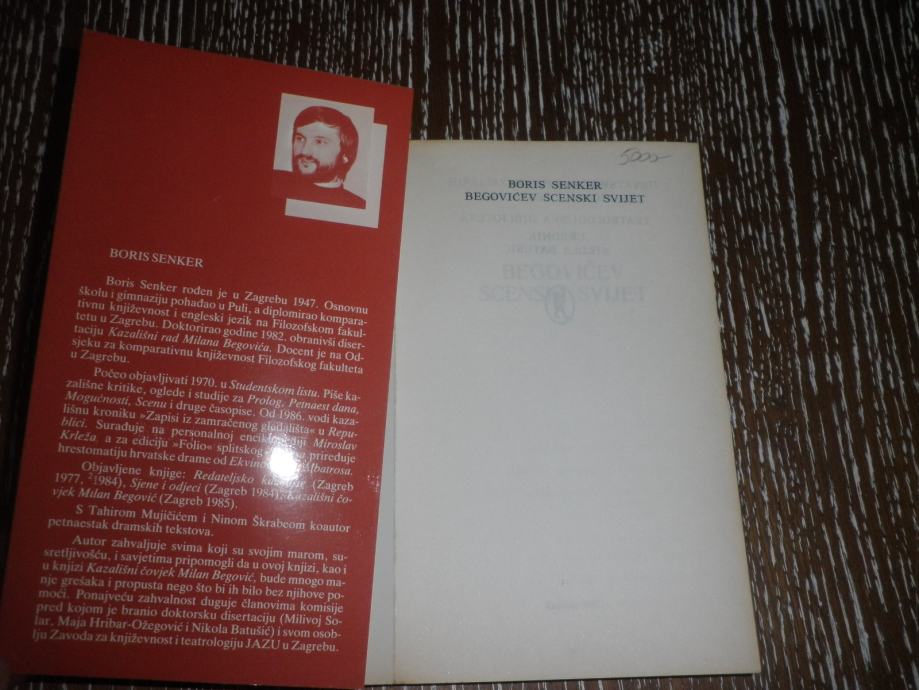 BORIS SENKER
Boris Senker rođen je u Zagrebu 1947. Osnovnu
školu i gimnaziju pohađao u Puli, a diplomirao kompara-
tivnu književnost i engleski jezik na Filozofskom fakul-
tetu u Zagrebu. Doktorirao godine 1982. obranivši diser-
taciju Kazališni rad Milana Begovića. Docent je na Od-
sjeku za komparativnu književnost Filozofskog fakulteta
u Zagrebu.
Počeo objavljivati 1970. u Studentskom listu. Piše ka-
zališne kritike, oglede i studije za Prolog, Petnaest dana,
Mogućnosti, Scenu i druge časopise. Od 1986. vodi kaza-
lišnu kroniku »Zapisi iz zamračenog gledališta« u Repu-
blici. Surađuje na personalnoj enciklopediji Miroslav
Krleža, a za ediciju »Folio« splitskog priređuje
hrestomatiju hrvatske drame od Albatrosa.
Objavljene knjige: Redateljsko (Zagreb
1977, ²1984), Sjene i odjeci (Zagreb 1984), Kazališni čo-
vjek Milan Begović (Zagreb 1985).
S Tahirom Mujičićem i Ninom Škrabeom koautor
petnaestak dramskih tekstova.
Autor zahvaljuje svima koji su svojim marom, su-
sretljivošću, i savjetima pripomogli da u ovoj knjizi, kao i
u knjizi Kazališni čovjek Milan Begović, bude mnogo ma-
nje grešaka i propusta nego što bi ih bilo bez njihove po-
moći. Ponajveću zahvalnost duguje članovima komisije
pred kojom je branio doktorsku disertaciju (Milivoj So-
lar, Maja Hribar-Ožegović i Nikola Batušić) i svom osob-
lju Zavoda za književnost i teatrologiju JAZU u Zagrebu.
5000
BORIS SENKER
BEGOVIĆEV SCENSKI SVIJET
BEGOVIĆEV
SCENSKI SVIJET